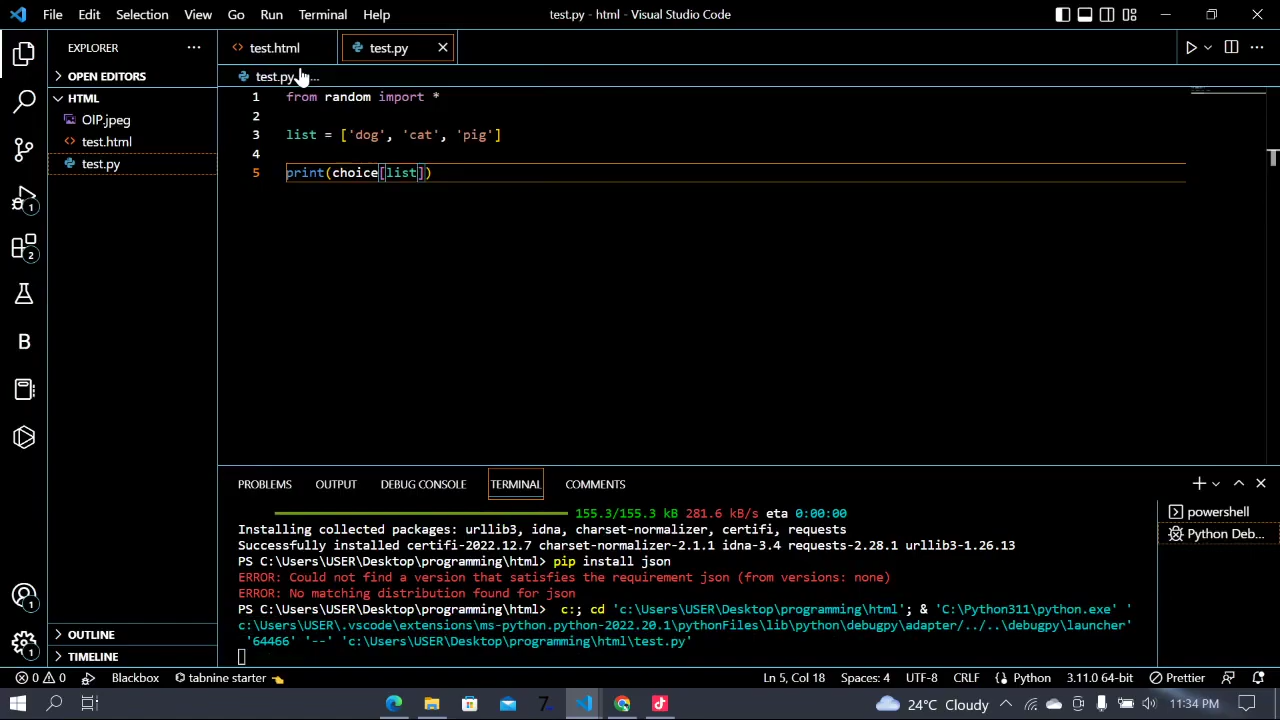 File Edit Selection View Go Run Terminal Help test.py - html - Visual Studio Code
EXPLORER
OPEN EDITORS
HTML
OIP.jpeg
test.html
test.py
OUTLINE
TIMELINE
1
2
B
1
1
test.html
test.py
test.py ...
1 from random import *
2
3 list = ['dog', 'cat', 'pig']
4
5 print(choice[list])
PROBLEMS OUTPUT DEBUG CONSOLE TERMINAL COMMENTS
155.3/155.3 kB 281.6 kB/s eta 0:00:00
Installing collected packages: urllib3, idna, charset-normalizer, certifi, requests
Successfully installed certifi-2022.12.7 charset-normalizer-2.1.1 idna-3.4 requests-2.28.1 urllib3-1.26.13
PS C:\Users\USER\Desktop\programming\html> pip install json
ERROR: Could not find a version that satisfies the requirement json (from versions: none)
ERROR: No matching distribution found for json
PS C:\Users\USER\Desktop\programming\html>  c:; cd 'c:\Users\USER\Desktop\programming\html'; & 'C:\Python311\python.exe' '
c:\Users\USER\.vscode\extensions\ms-python.python-2022.20.1\pythonFiles\lib\python\debugpy\adapter/../..\debugpy\launcher'
 '64466' '--' 'c:\Users\USER\Desktop\programming\html\test.py'
powershell
Python Deb...
0 0 Blackbox tabnine starter Ln 5, Col 18 Spaces: 4 UTF-8 CRLF Python 3.11.0 64-bit Prettier
24°C Cloudy 11:34 PM